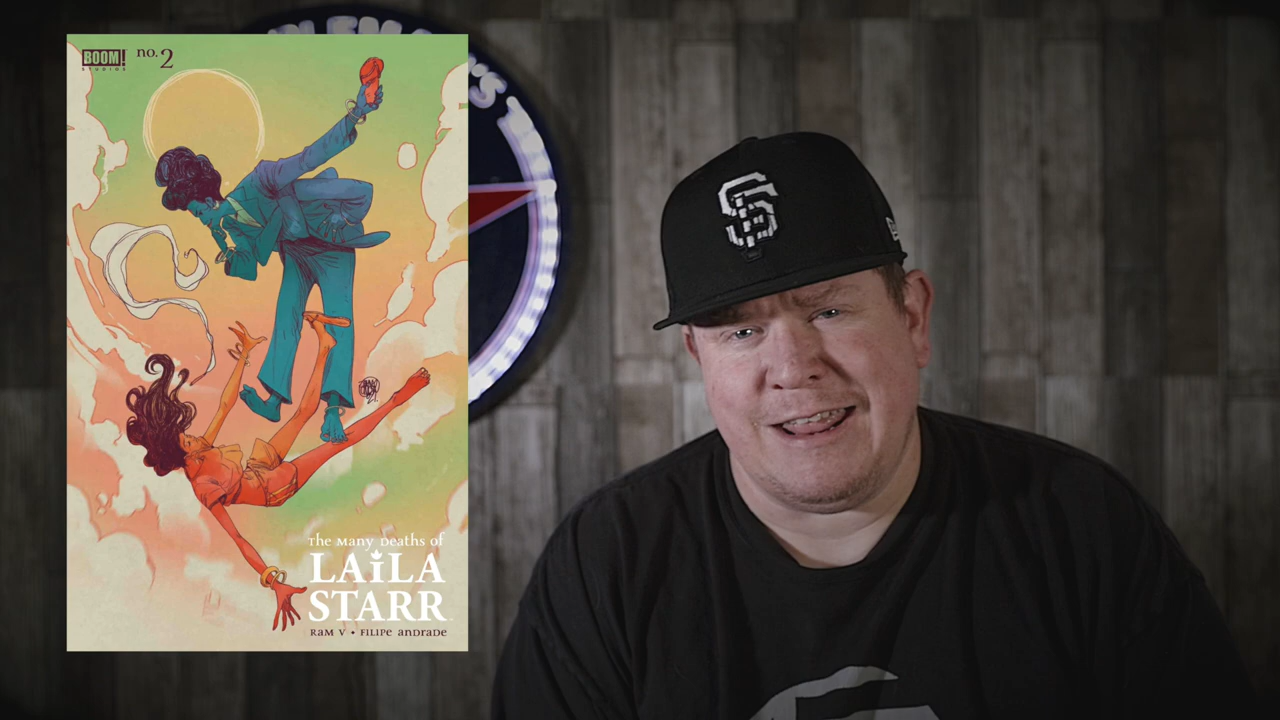 BOOM!
STUDIOS
no. 2
The Many Deaths of
LAiLA
STARR
RAM V • FILIPE ANDRADE
SF